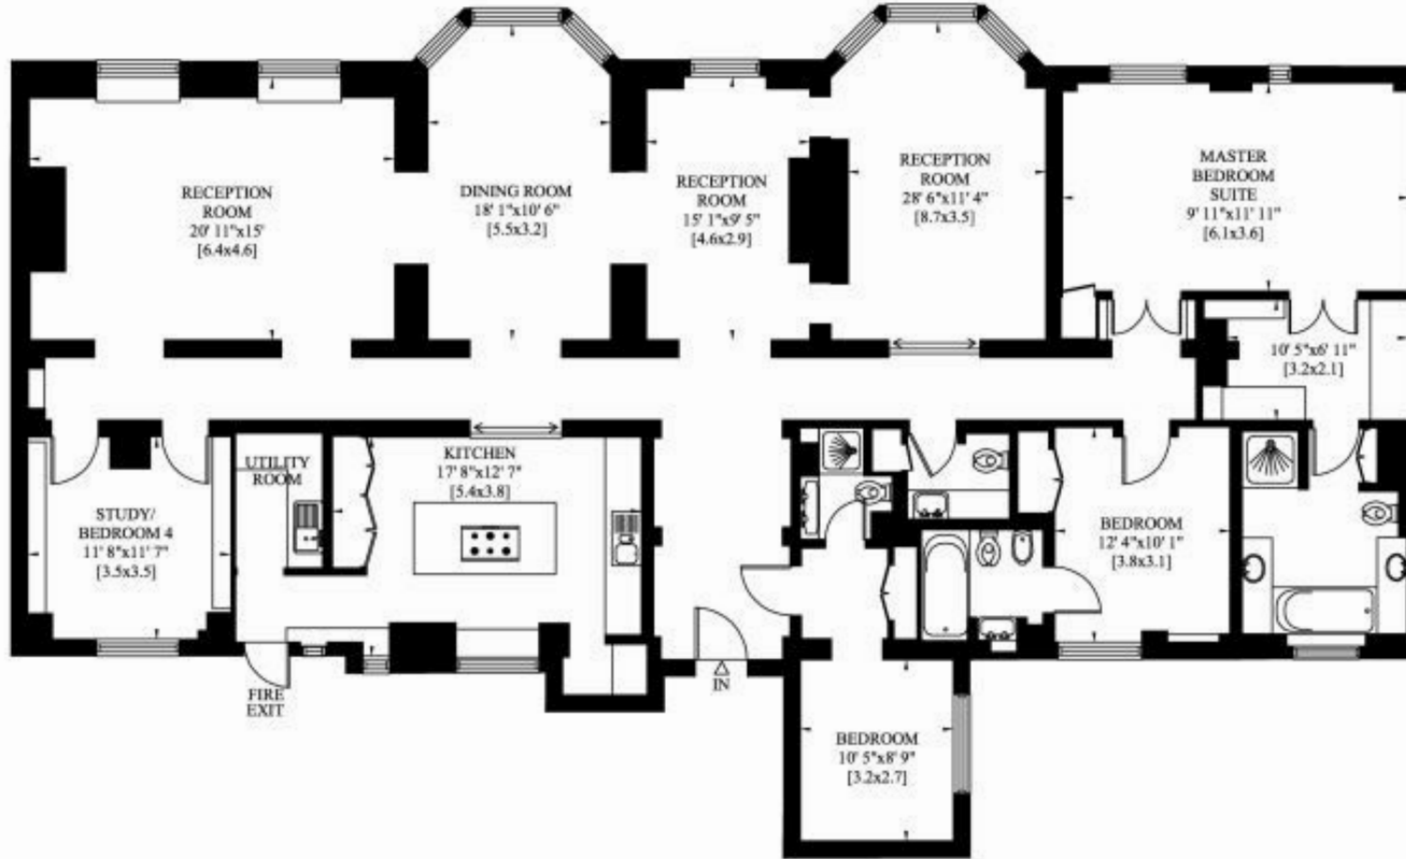 RECEPTION
ROOM
20' 11"x15'
[6.4x4.6]
DINING ROOM
18' 1"x10' 6"
[5.5x3.2]
RECEPTION
ROOM
15' 1"x9' 5"
[4.6x2.9]
RECEPTION
ROOM
28' 6"x11' 4"
[8.7x3.5]
MASTER
BEDROOM
SUITE
9' 11"x11' 11"
[6.1x3.6]
10' 5"x6' 11"
[3.2x2.1]
STUDY/
BEDROOM 4
11' 8"x11' 7"
[3.5x3.5]
UTILITY
ROOM
KITCHEN
17' 8"x12' 7"
[5.4x3.8]
BEDROOM
12' 4"x10' 1"
[3.8x3.1]
FIRE
EXIT
IN
BEDROOM
10' 5"x8' 9"
[3.2x2.7]